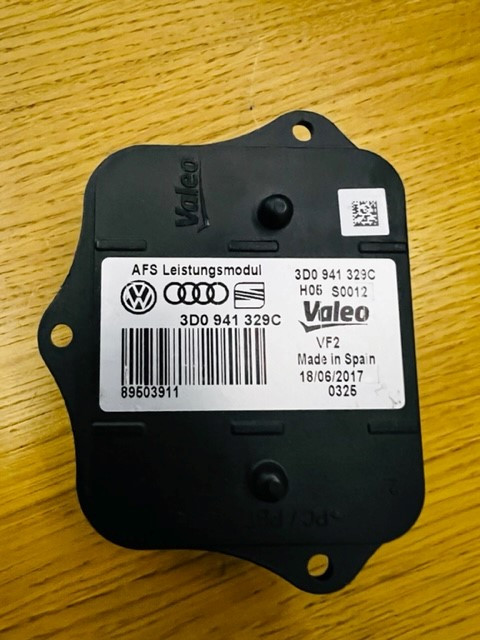 Valeo
AFS Leistungsmodul
3D0 941 329C
3D0 941 329C
H05 S0012
Valeo
VF2
Made in Spain
18/06/2017
0325
89503911